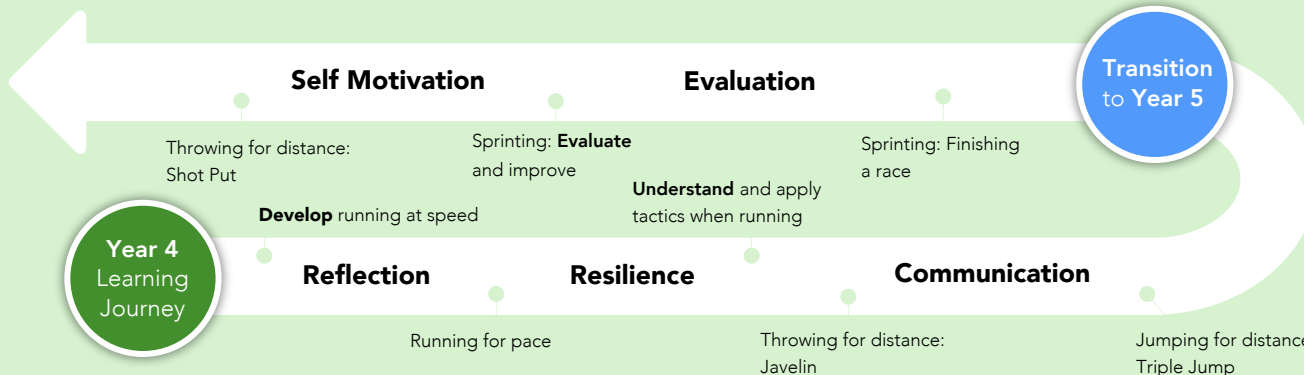 Self Motivation
Evaluation
Transition
to Year 5
Throwing for distance:
Shot Put
Sprinting: Evaluate
and improve
Sprinting: Finishing
a race
Understand and apply
tactics when running
Develop running at speed
Year 4
Learning
Journey
Reflection
Resilience
Communication
Running for pace
Throwing for distance:
Javelin
Jumping for distance
Triple Jump